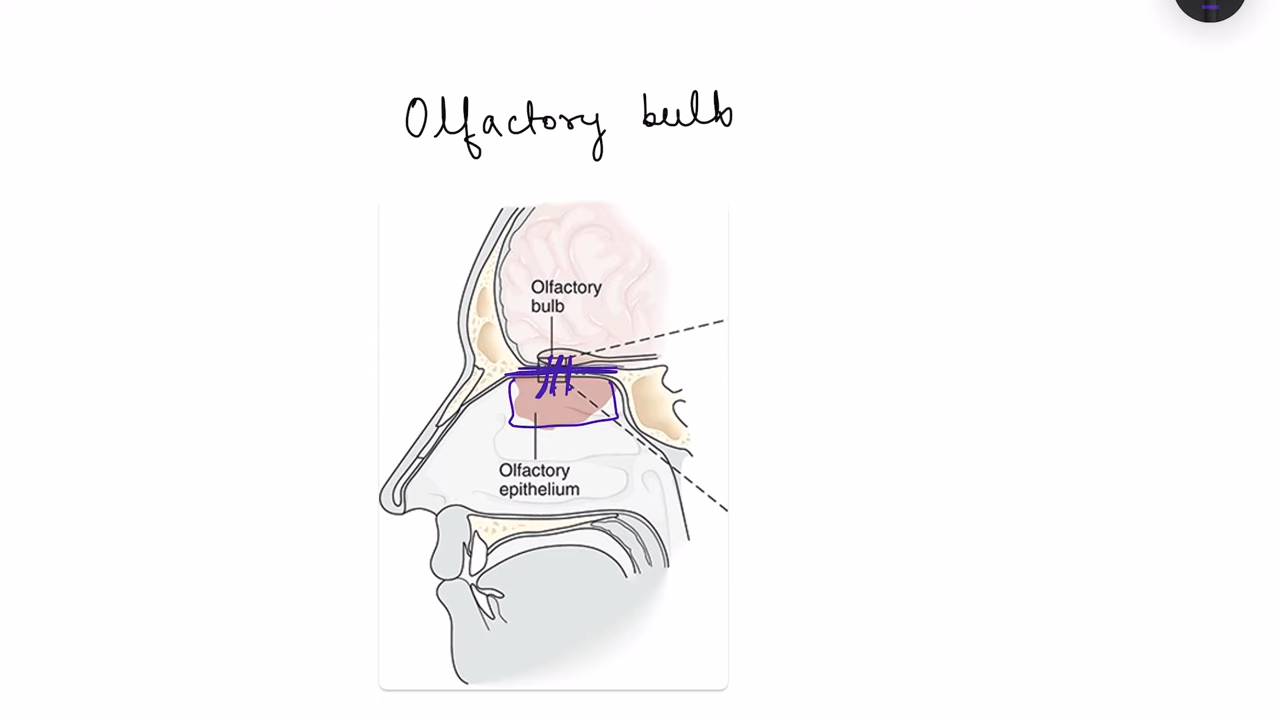 Olfactory bulb
Olfactory
bulb
Olfactory
epithelium